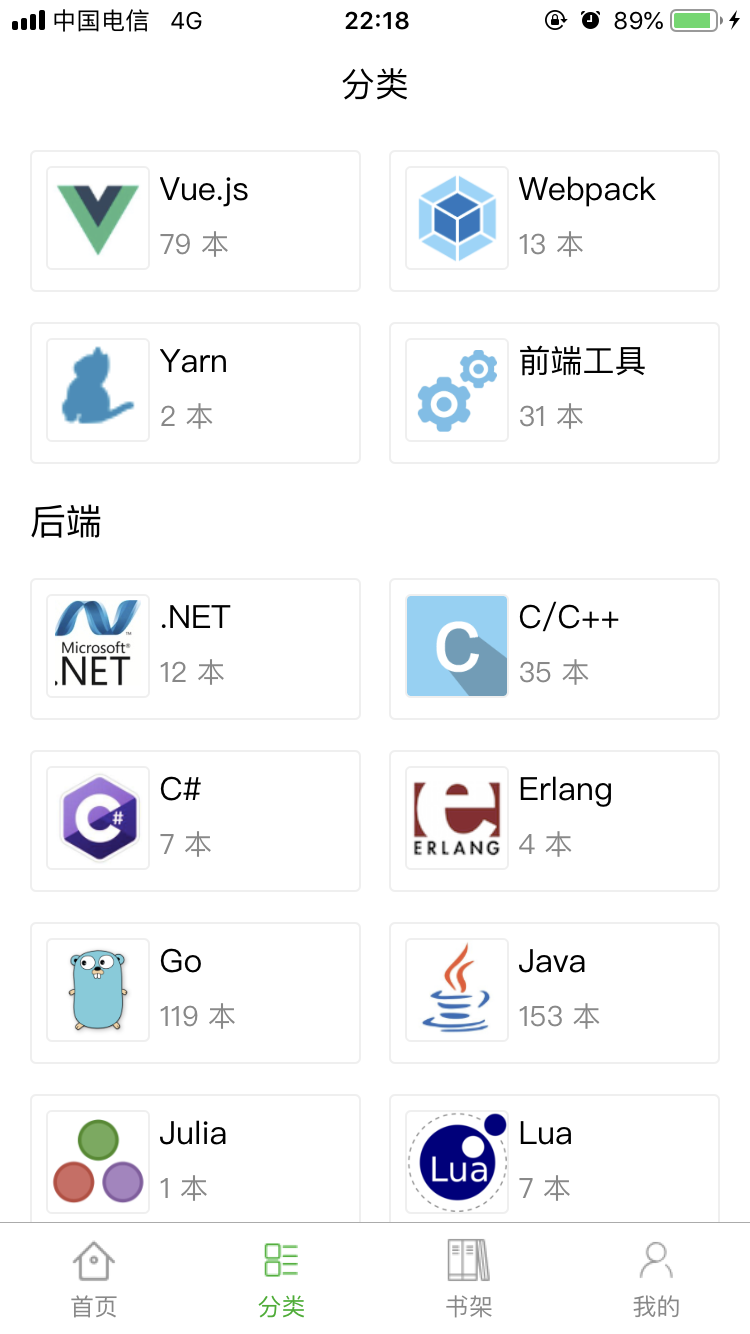 中国电信 4G 22:18 89%
分类
Vue.js Webpack
79 本 13 本
Yarn 前端工具
2 本 31 本
后端
.NET C/C++
Microsoft®
.NET
C
12 本 35 本
C# Erlang
C#
e
ERLANG
7 本 4 本
Go Java
119 本 153 本
Julia Lua
Lua
1 本 7 本
首页 分类 书架 我的